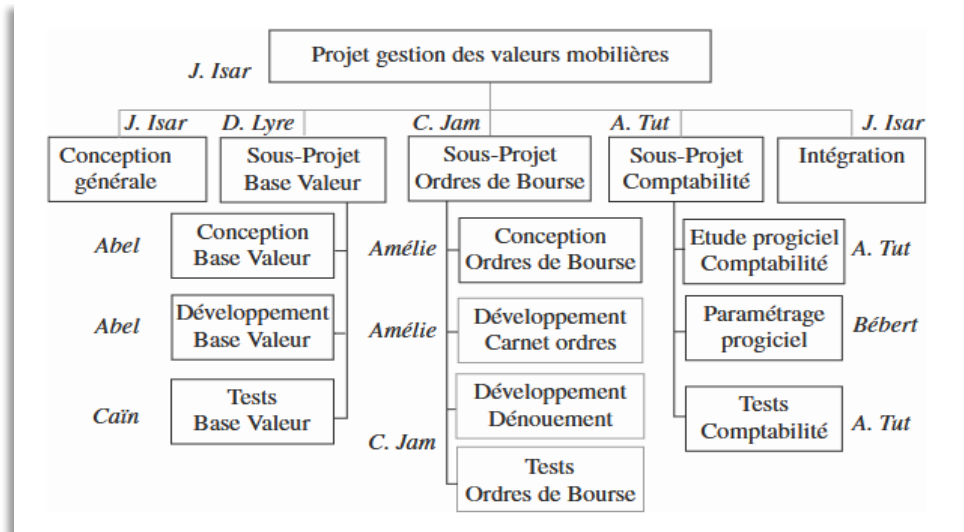 Projet gestion des valeurs mobilières
J. Isar
J. Isar
D. Lyre
C. Jam
A. Tut
J. Isar
Conception
générale
Sous-Projet
Base Valeur
Sous-Projet
Ordres de Bourse
Sous-Projet
Comptabilité
Intégration
Abel
Conception
Base Valeur
Abel
Développement
Base Valeur
Caïn
Tests
Base Valeur
Amélie
Conception
Ordres de Bourse
Amélie
Développement
Carnet ordres
Développement
Dénouement
C. Jam
Tests
Ordres de Bourse
Etude progiciel
Comptabilité
A. Tut
Paramétrage
progiciel
Bébert
Tests
Comptabilité
A. Tut